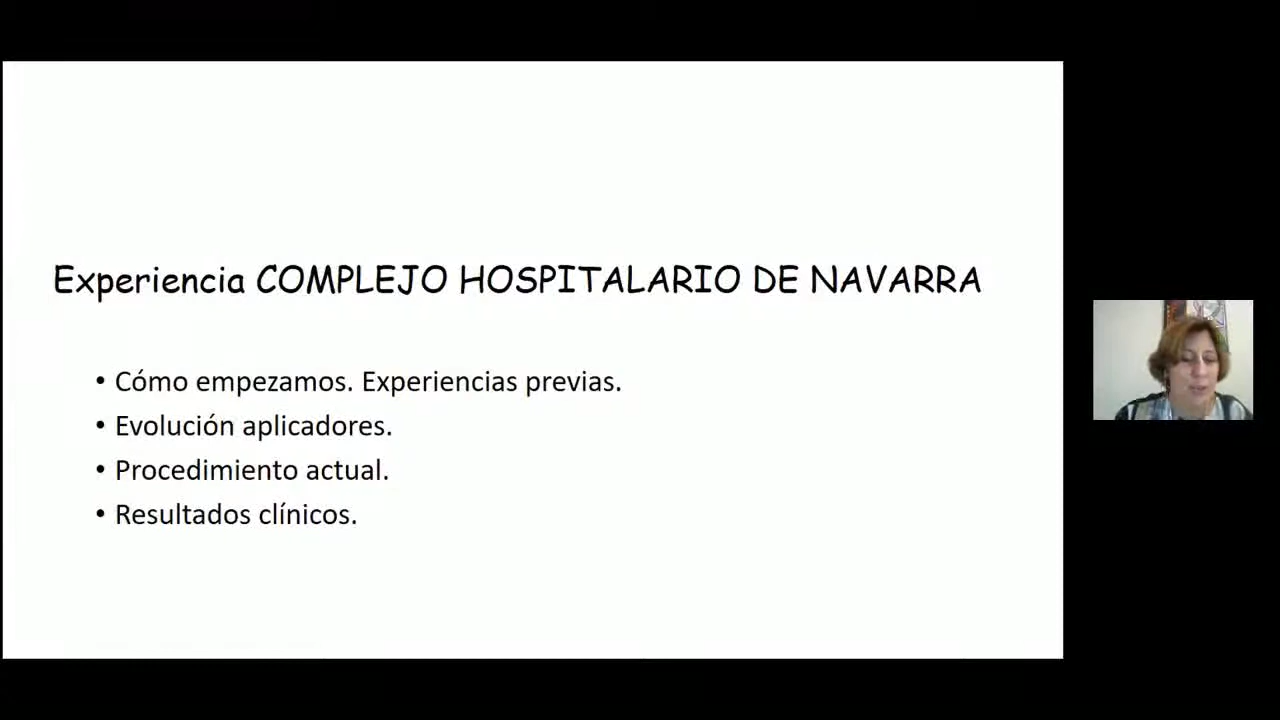 Experiencia COMPLEJO HOSPITALARIO DE NAVARRA
• Cómo empezamos. Experiencias previas.
• Evolución aplicadores.
• Procedimiento actual.
• Resultados clínicos.